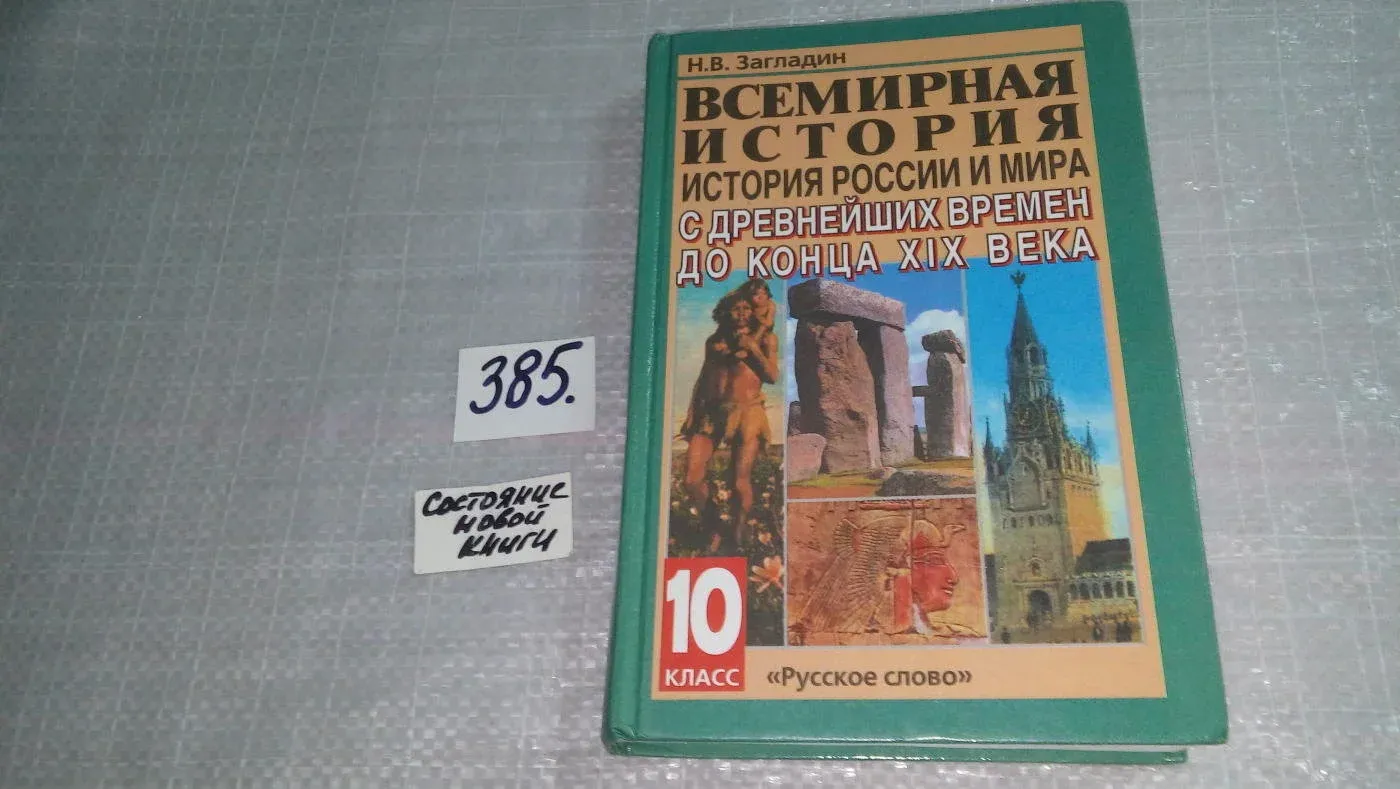 Н.В. Загладин
ВСЕМИРНАЯ
ИСТОРИЯ
ИСТОРИЯ РОССИИ И МИРА
С ДРЕВНЕЙШИХ ВРЕМЕН
ДО КОНЦА XIX ВЕКА
385.
Состояние
новой
книги
10
КЛАСС
«Русское слово»